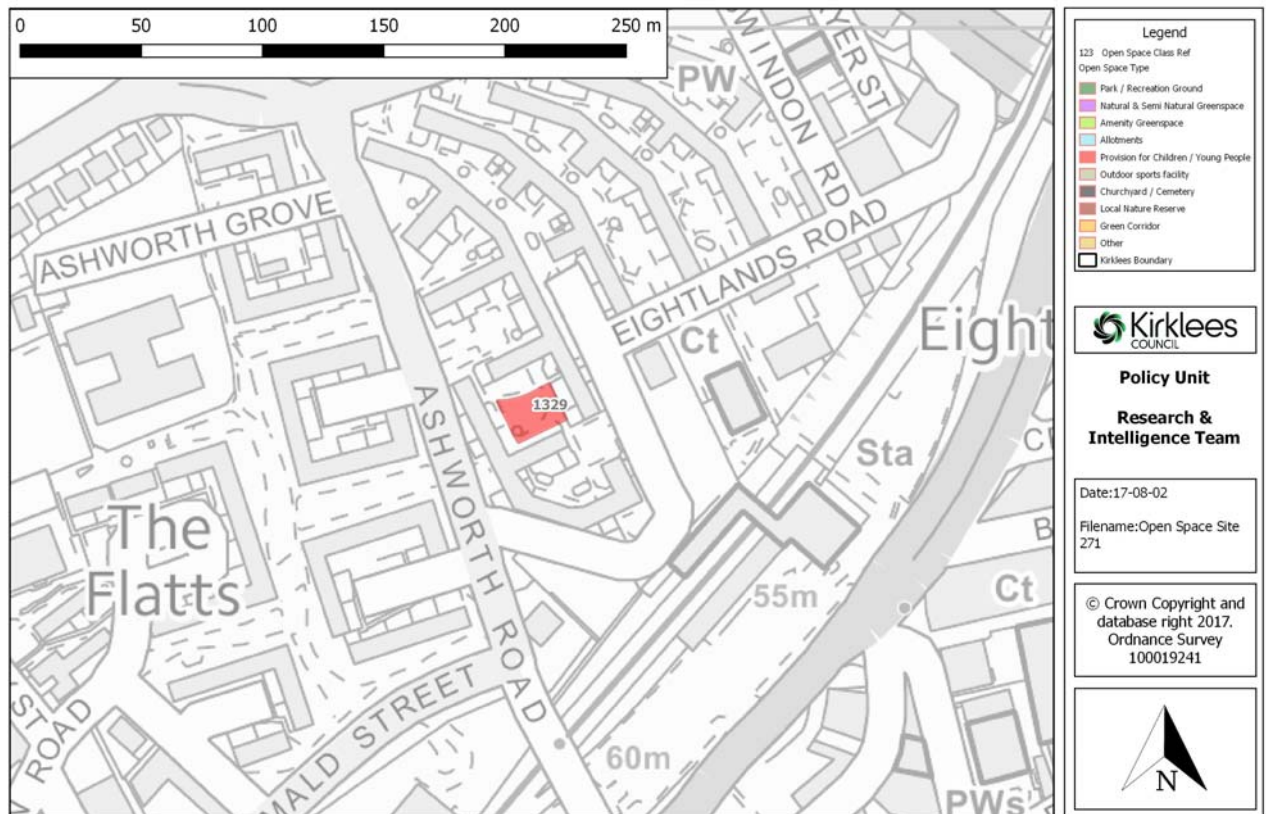 0 50 100 150 200 250 m
PW
WINDON RD
YER ST
ASHWORTH GROVE
EIGHTLANDS ROAD
Ct
Eight
1329
ASHWORTH ROAD
Sta
The
Flatts
55m
Ct
ROAD
MALD STREET
60m
PWs
Legend
123 Open Space Class Ref
Open Space Type
Park / Recreation Ground
Natural & Semi Natural Greenspace
Amenity Greenspace
Allotments
Provision for Children / Young People
Outdoor sports facility
Churchyard / Cemetery
Local Nature Reserve
Green Corridor
Other
Kirklees Boundary
Kirklees
COUNCIL
Policy Unit
Research &
Intelligence Team
Date:17-08-02
Filename:Open Space Site
271
© Crown Copyright and
database right 2017.
Ordnance Survey
100019241
N